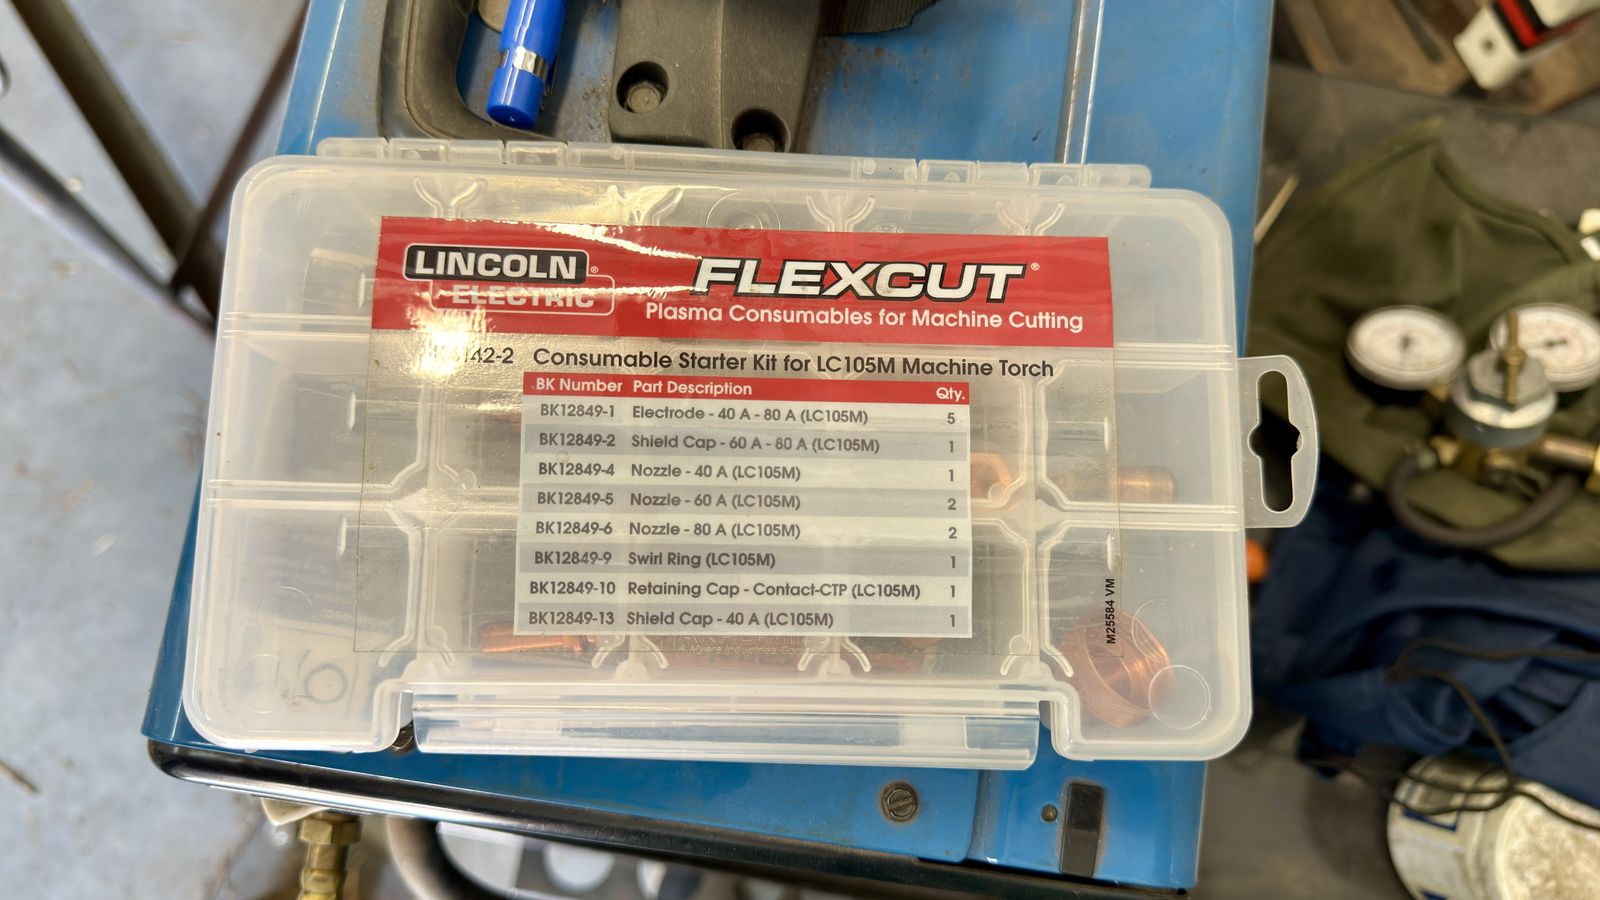 LINCOLN®
ELECTRIC
FLEXCUT®
Plasma Consumables for Machine Cutting
Consumable Starter Kit for LC105M Machine Torch
BK Number Part Description Qty.
BK12849-1 Electrode - 40 A - 80 A (LC105M) 5
BK12849-2 Shield Cap - 60 A - 80 A (LC105M) 1
BK12849-4 Nozzle - 40 A (LC105M) 1
BK12849-5 Nozzle - 60 A (LC105M) 2
BK12849-6 Nozzle - 80 A (LC105M) 2
BK12849-9 Swirl Ring (LC105M) 1
BK12849-10 Retaining Cap - Contact-CTP (LC105M) 1
BK12849-13 Shield Cap - 40 A (LC105M) 1
A Myers Industries
M25584 VM